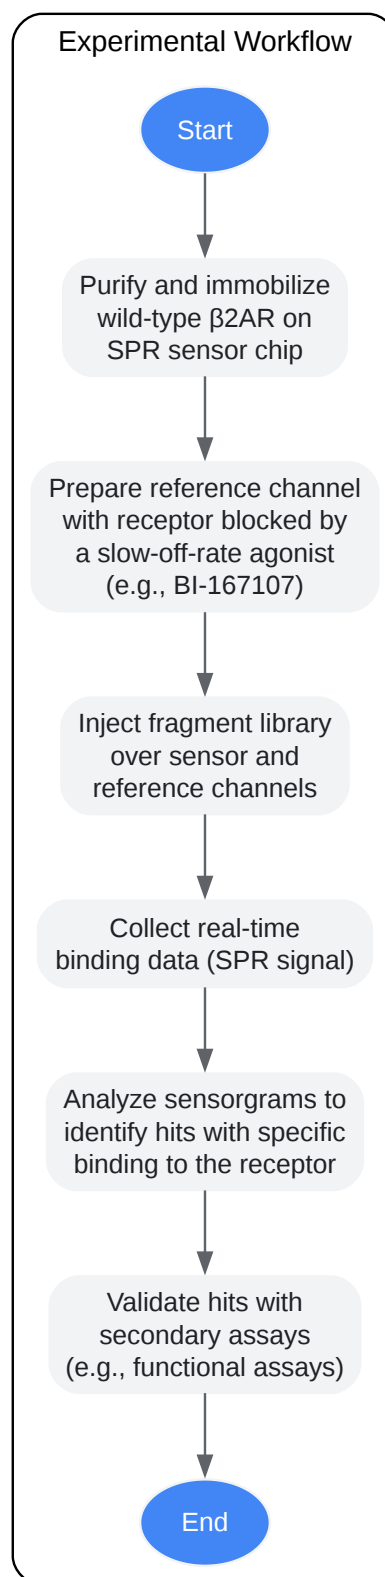 Experimental Workflow
Start
Purify and immobilize
wild-type β2AR on
SPR sensor chip
Prepare reference channel
with receptor blocked by
a slow-off-rate agonist
(e.g., BI-167107)
Inject fragment library
over sensor and
reference channels
Collect real-time
binding data (SPR signal)
Analyze sensorgrams to
identify hits with specific
binding to the receptor
Validate hits with
secondary assays
(e.g., functional assays)
End